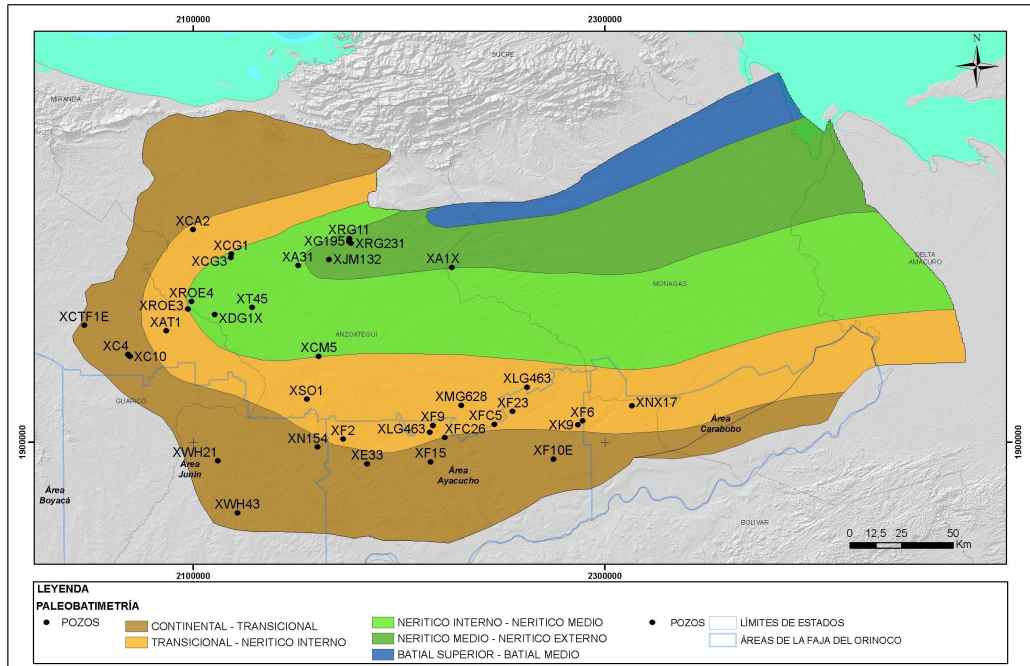 2100000
2300000
SUCRE
N
MIRANDA
XCA2
XRG11
XG195
XRG231
XCG1
XCG3
XA31
XJM132
XA1X
DELTA
AMACURO
MONAGAS
XROE4
XROE3
XT45
XCTF1E
XAT1
XDG1X
ANZOATEGUI
XC4
XC10
XCM5
XLG463
GUARICO
XSO1
XMG628
XF23
XNX17
XF9
XFC5
XF6
XLG463
XK9
Área
Carabobo
XFC26
XN154
XF2
1900000
1900000
XWH21
XE33
XF15
XF10E
Área
Junín
Área
Ayacucho
Área
Boyacá
XWH43
BOLIVAR
0 12,5 25 50
Km
2100000
2300000
LEYENDA
PALEOBATIMETRÍA
POZOS
CONTINENTAL - TRANSICIONAL
TRANSICIONAL - NERITICO INTERNO
NERITICO INTERNO - NERITICO MEDIO
NERITICO MEDIO - NERITICO EXTERNO
BATIAL SUPERIOR - BATIAL MEDIO
POZOS
LÍMITES DE ESTADOS
ÁREAS DE LA FAJA DEL ORINOCO